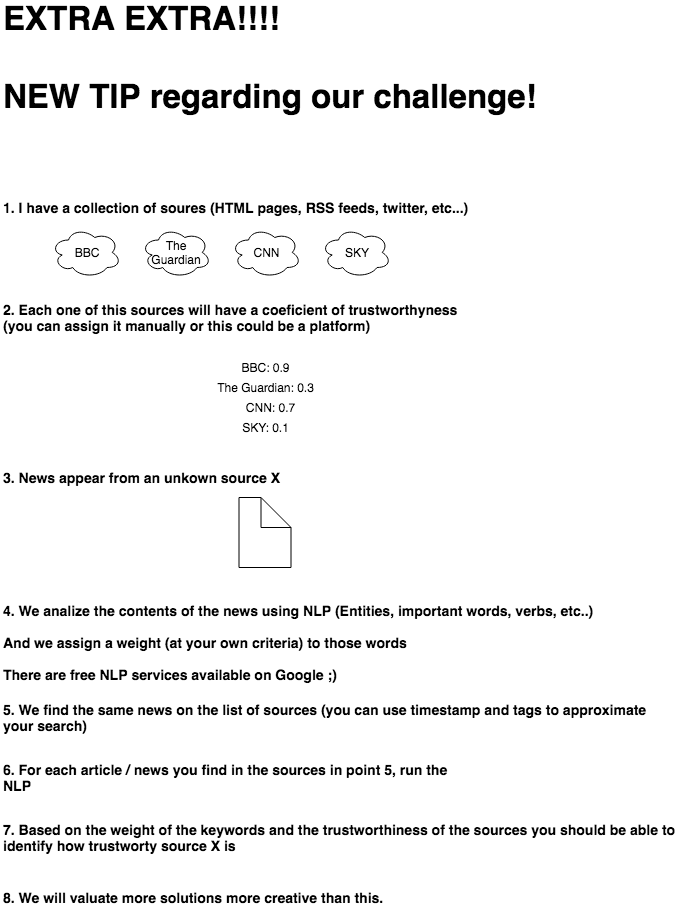 EXTRA EXTRA!!!!
NEW TIP regarding our challenge!
1. I have a collection of soures (HTML pages, RSS feeds, twitter, etc...)
BBC
The
Guardian
CNN
SKY
2. Each one of this sources will have a coeficient of trustworthyness
(you can assign it manually or this could be a platform)
BBC: 0.9
The Guardian: 0.3
CNN: 0.7
SKY: 0.1
3. News appear from an unkown source X
4. We analize the contents of the news using NLP (Entities, important words, verbs, etc..)
And we assign a weight (at your own criteria) to those words
There are free NLP services available on Google ;)
5. We find the same news on the list of sources (you can use timestamp and tags to approximate
your search)
6. For each article / news you find in the sources in point 5, run the
NLP
7. Based on the weight of the keywords and the trustworthiness of the sources you should be able to
identify how trustworty source X is
8. We will valuate more solutions more creative than this.